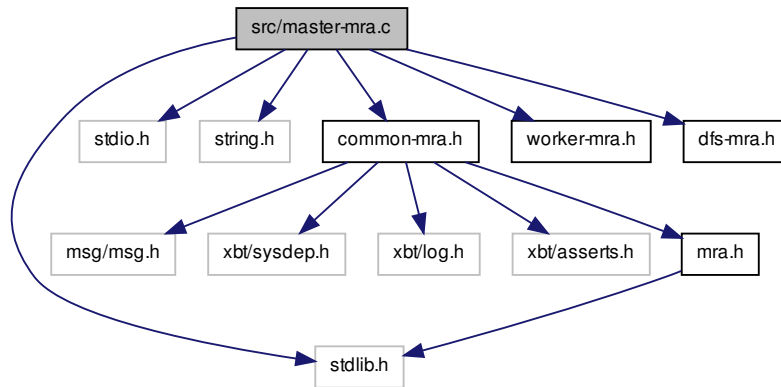 src/master-mra.c
stdio.h
string.h
common-mra.h
worker-mra.h
dfs-mra.h
msg/msg.h
xbt/sysdep.h
xbt/log.h
xbt/asserts.h
mra.h
stdlib.h